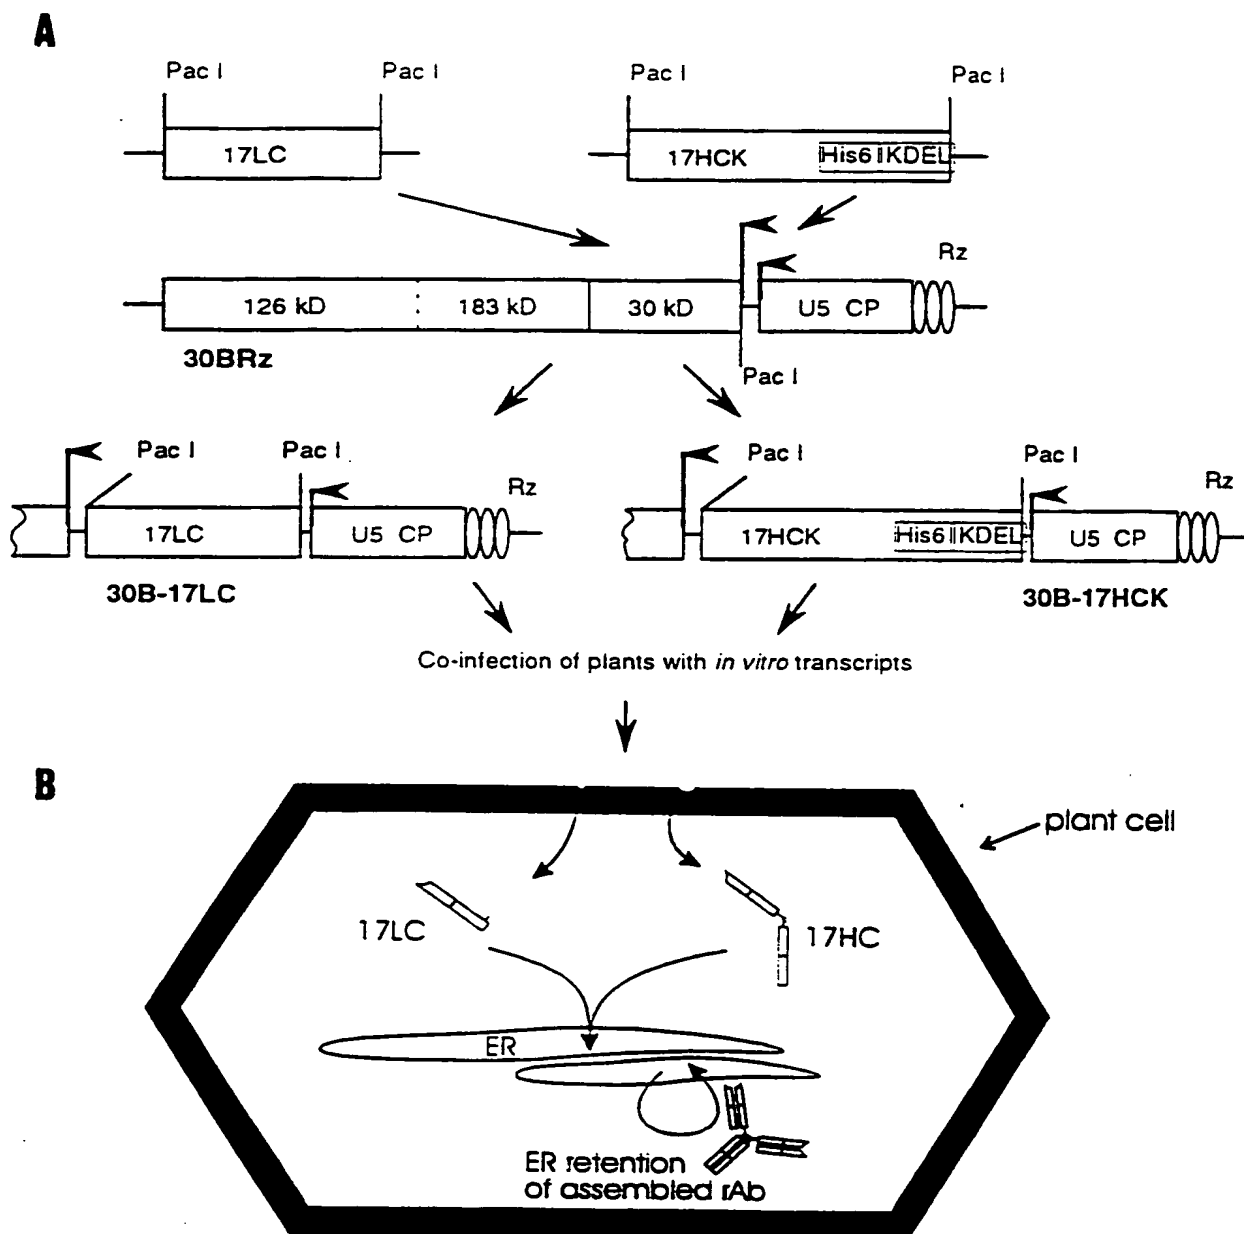 A
Pac I Pac I Pac I Pac I
17LC 17HCK His6 KDEL
Rz
126 kD 183 kD 30 kD U5 CP
30BRz
Pac I
Pac I Pac I Pac I Pac I
Rz Rz
17LC U5 CP 17HCK His6 KDEL U5 CP
30B-17LC 30B-17HCK
Co-infection of plants with in vitro transcripts
B
plant cell
17LC 17HC
ER
ER retention
of assembled rAb